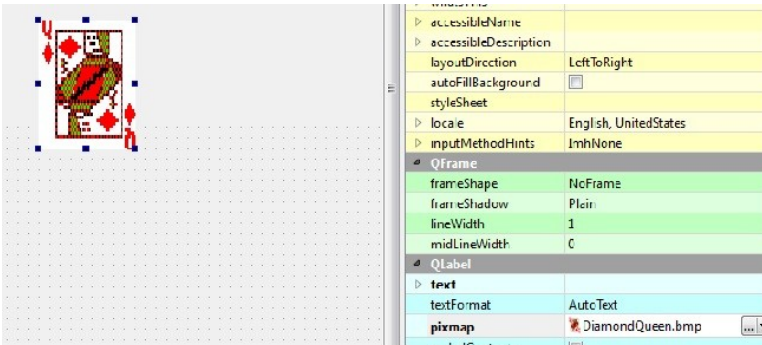 Q
accessibleName
accessibleDescription
layoutDirection LeftToRight
autoFillBackground
styleSheet
locale English, UnitedStates
inputMethodHints ImhNone
QFrame
frameShape NoFrame
frameShadow Plain
lineWidth 1
midLineWidth 0
QLabel
text
textFormat AutoText
pixmap DiamondQueen.bmp ...
Q